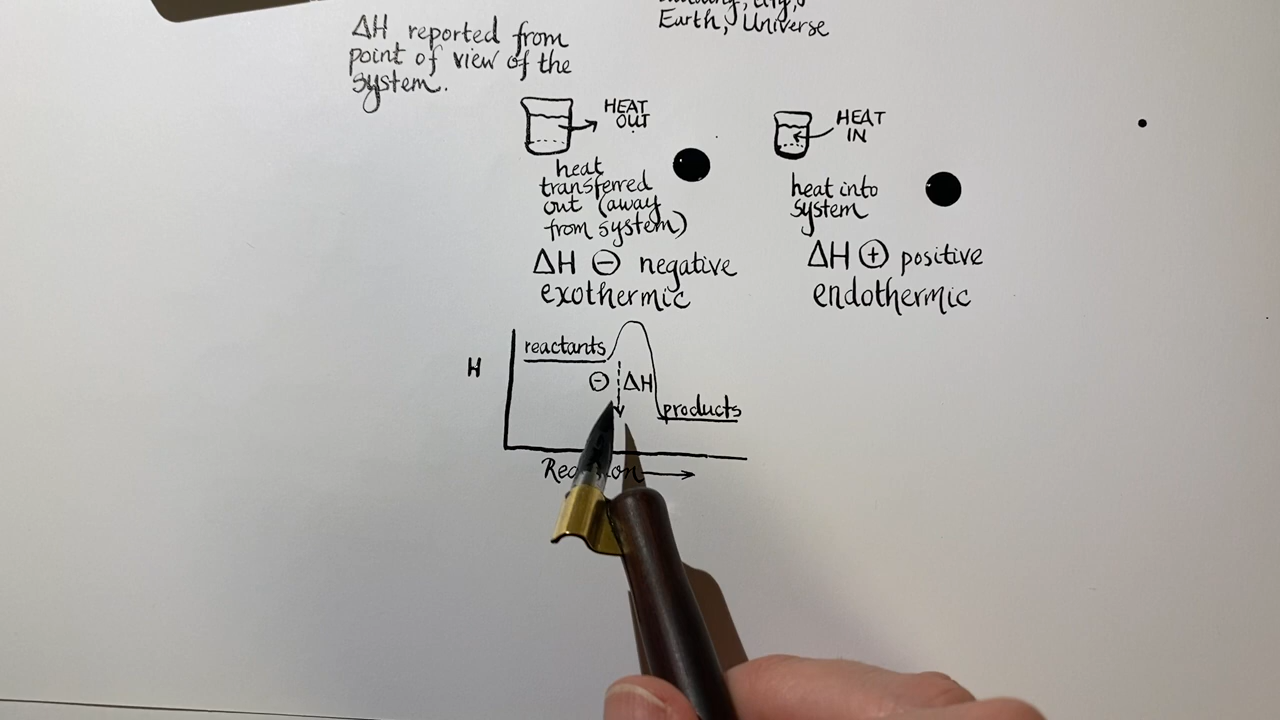 ΔH reported from
point of view of the
system.
Earth, Universe
HEAT
OUT
heat
transferred
out (away
from system)
ΔH ⊖ negative
exothermic
HEAT
IN
heat into
system
ΔH ⊕ positive
endothermic
H
reactants
⊖ ΔH
products